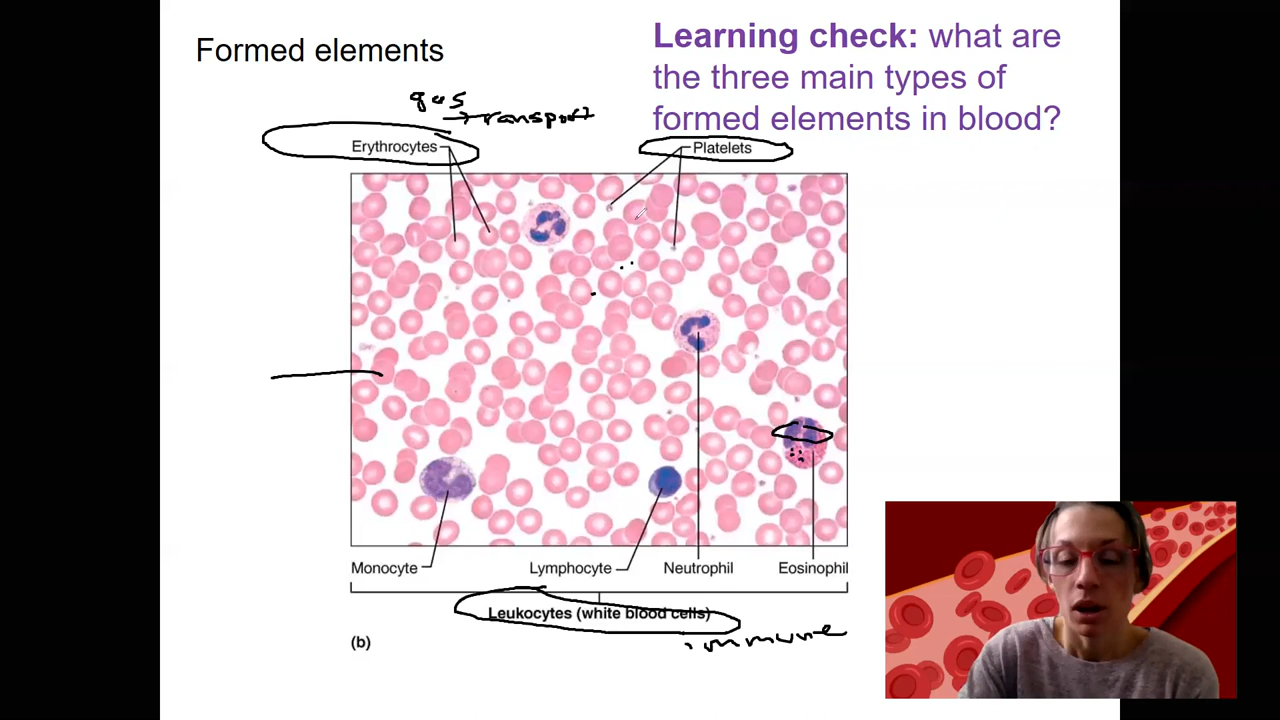 Formed elements
Learning check: what are
the three main types of
formed elements in blood?
gas
→ transport
Erythrocytes
Platelets
Monocyte
Lymphocyte
Neutrophil
Eosinophil
Leukocytes (white blood cells)
immune
(b)